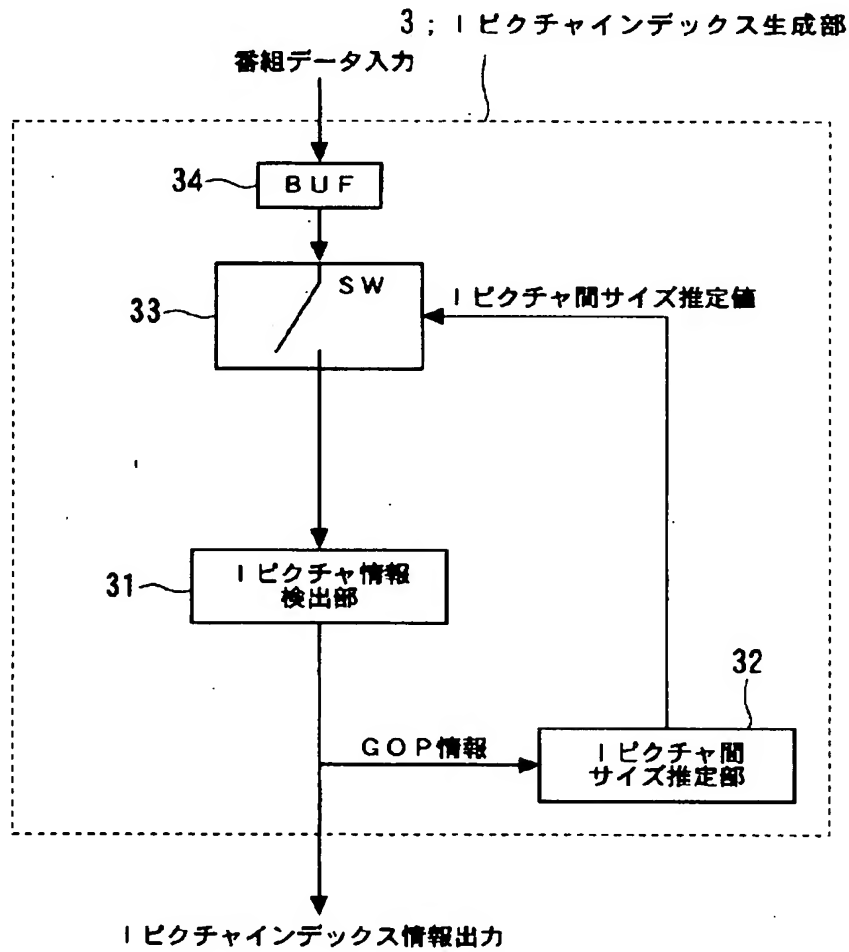 3；Iピクチャインデックス生成部
番組データ入力
34
BUF
SW
33
Iピクチャ間サイズ推定値
31
Iピクチャ情報
検出部
32
GOP情報
Iピクチャ間
サイズ推定部
Iピクチャインデックス情報出力